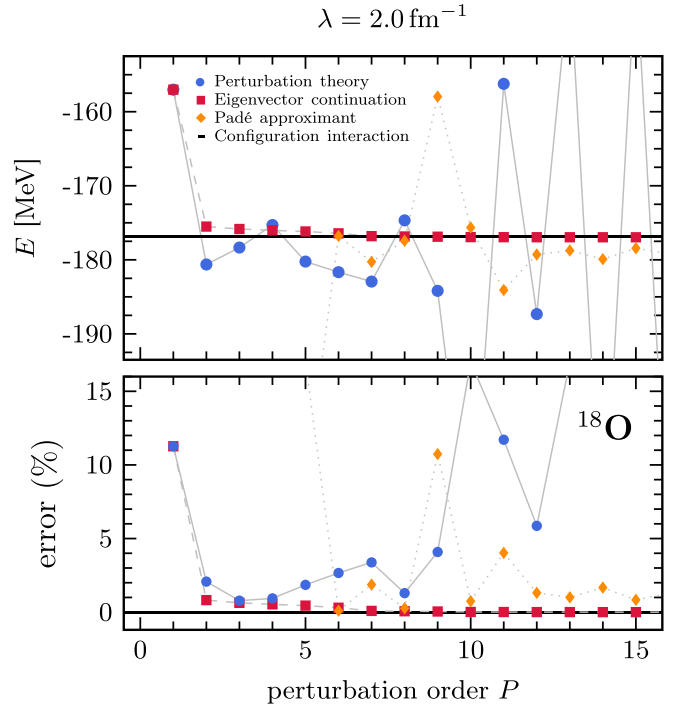 λ = 2.0 fm⁻¹
Perturbation theory
Eigenvector continuation
Padé approximant
Configuration interaction
E [MeV]
-160
-170
-180
-190
¹⁸O
error (%)
15
10
5
0
0 5 10 15
perturbation order P